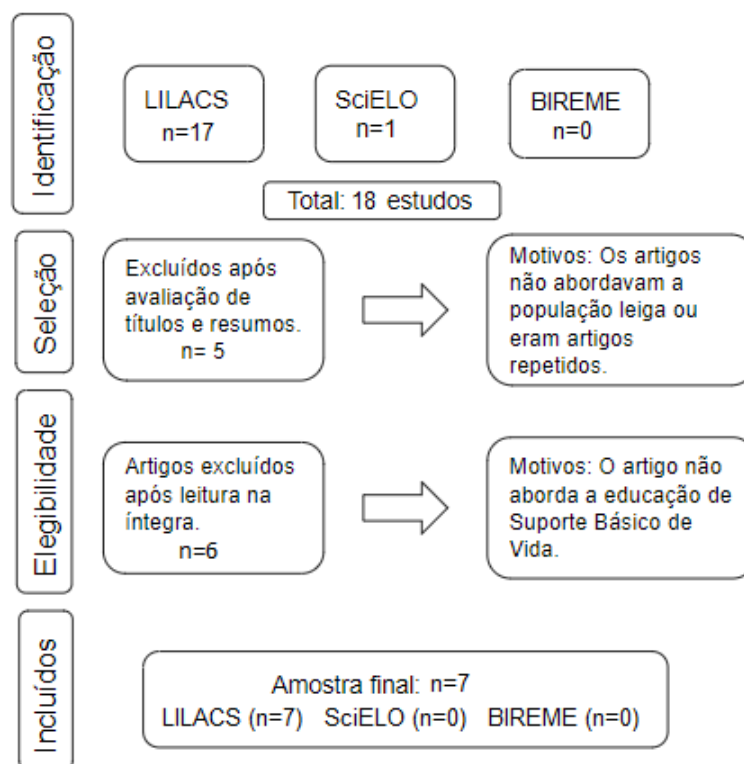 Identificação
LILACS
n=17
SciELO
n=1
BIREME
n=0
Total: 18 estudos
Seleção
Excluídos após
avaliação de
títulos e resumos.
n= 5
Motivos: Os artigos
não abordavam a
população leiga ou
eram artigos
repetidos.
Elegibilidade
Artigos excluídos
após leitura na
íntegra.
n=6
Motivos: O artigo não
aborda a educação de
Suporte Básico de
Vida.
Incluídos
Amostra final: n=7
LILACS (n=7) SciELO (n=0) BIREME (n=0)